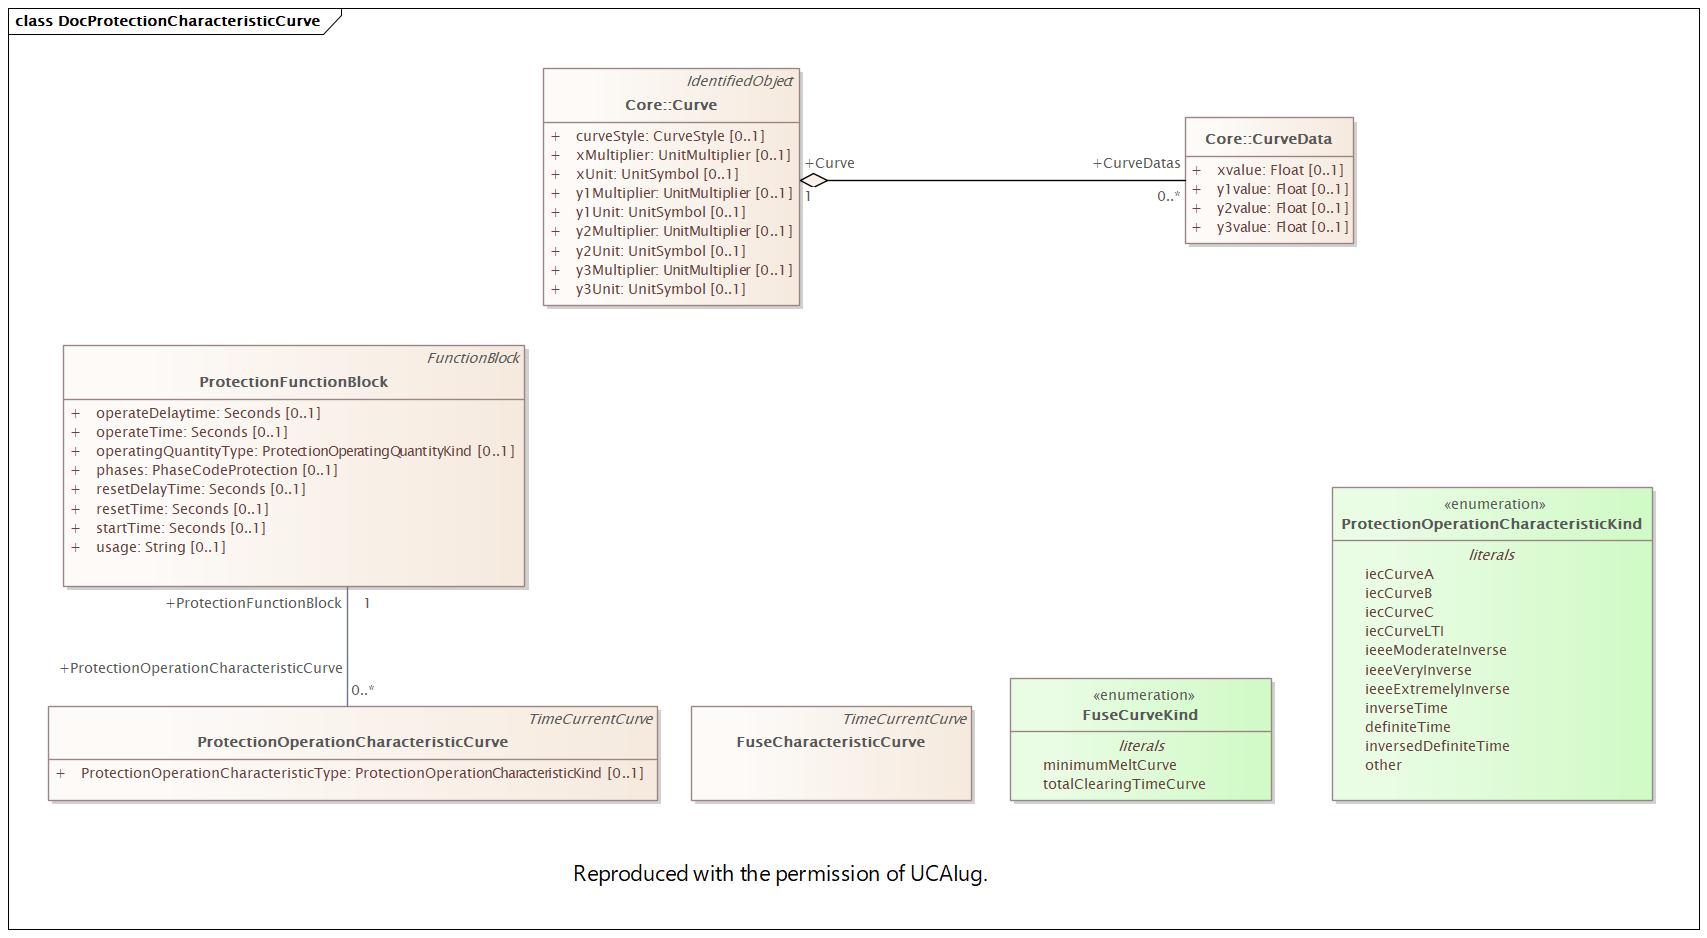 class DocProtectionCharacteristicCurve
IdentifiedObject
Core::Curve
+ curveStyle: CurveStyle [0..1]
+ xMultiplier: UnitMultiplier [0..1]
+ xUnit: UnitSymbol [0..1]
+ y1Multiplier: UnitMultiplier [0..1]
+ y1Unit: UnitSymbol [0..1]
+ y2Multiplier: UnitMultiplier [0..1]
+ y2Unit: UnitSymbol [0..1]
+ y3Multiplier: UnitMultiplier [0..1]
+ y3Unit: UnitSymbol [0..1]
+Curve
1
+CurveDatas
0..*
Core::CurveData
+ xvalue: Float [0..1]
+ y1value: Float [0..1]
+ y2value: Float [0..1]
+ y3value: Float [0..1]
FunctionBlock
ProtectionFunctionBlock
+ operateDelaytime: Seconds [0..1]
+ operateTime: Seconds [0..1]
+ operatingQuantityType: ProtectionOperatingQuantityKind [0..1]
+ phases: PhaseCodeProtection [0..1]
+ resetDelayTime: Seconds [0..1]
+ resetTime: Seconds [0..1]
+ startTime: Seconds [0..1]
+ usage: String [0..1]
+ProtectionFunctionBlock 1
+ProtectionOperationCharacteristicCurve
0..*
TimeCurrentCurve
ProtectionOperationCharacteristicCurve
+ ProtectionOperationCharacteristicType: ProtectionOperationCharacteristicKind [0..1]
TimeCurrentCurve
FuseCharacteristicCurve
«enumeration»
FuseCurveKind
literals
minimumMeltCurve
totalClearingTimeCurve
«enumeration»
ProtectionOperationCharacteristicKind
literals
iecCurveA
iecCurveB
iecCurveC
iecCurveLTI
ieeeModerateInverse
ieeeVeryInverse
ieeeExtremelyInverse
inverseTime
definiteTime
inversedDefiniteTime
other
Reproduced with the permission of UCAIug.